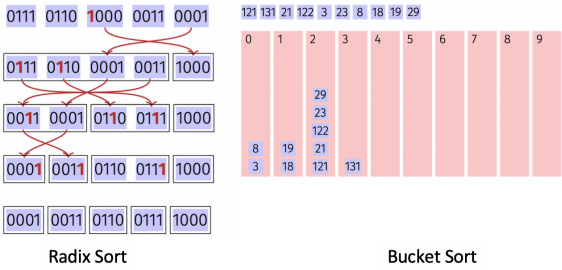 0111 0110 1000 0011 0001
0111 0110 0001 0011 1000
0011 0001 0110 0111 1000
0001 0011 0110 0111 1000
0001 0011 0110 0111 1000
Radix Sort
121 131 21 122 3 23 8 18 19 29
0 1 2 3 4 5 6 7 8 9
29
23
122
8 19 21
3 18 121 131
Bucket Sort